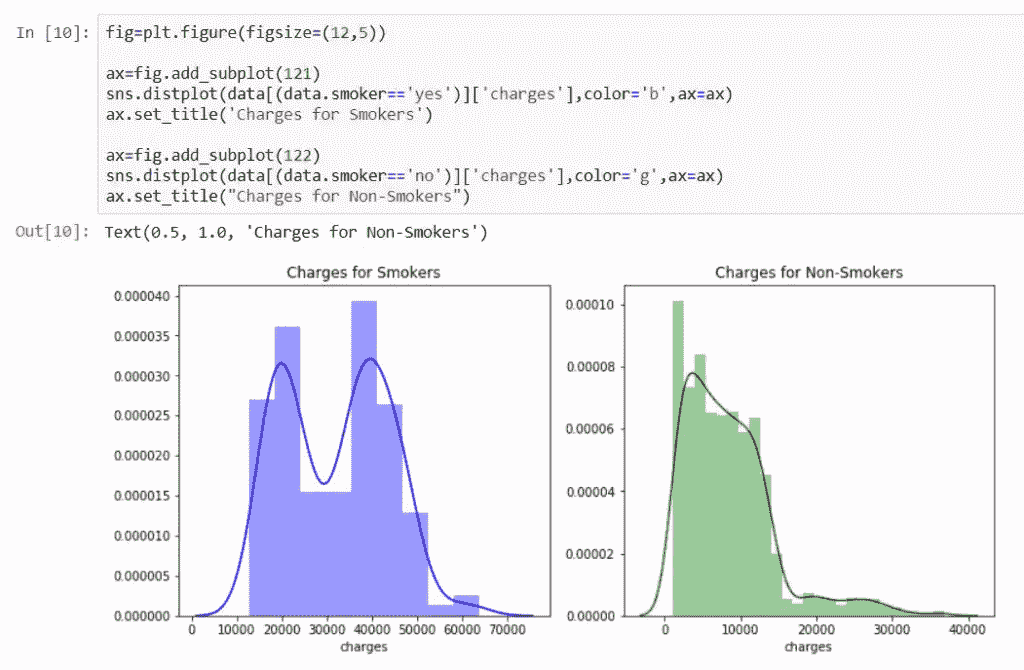 In [10]: fig=plt.figure(figsize=(12,5))
ax=fig.add_subplot(121)
sns.distplot(data[(data.smoker=='yes')]['charges'],color='b',ax=ax)
ax.set_title('Charges for Smokers')
ax=fig.add_subplot(122)
sns.distplot(data[(data.smoker=='no')]['charges'],color='g',ax=ax)
ax.set_title("Charges for Non-Smokers")
Out[10]: Text(0.5, 1.0, 'Charges for Non-Smokers')
Charges for Smokers
0.000040
0.000035
0.000030
0.000025
0.000020
0.000015
0.000010
0.000005
0.000000
0 10000 20000 30000 40000 50000 60000 70000
charges
Charges for Non-Smokers
0.00010
0.00008
0.00006
0.00004
0.00002
0.00000
0 10000 20000 30000 40000
charges